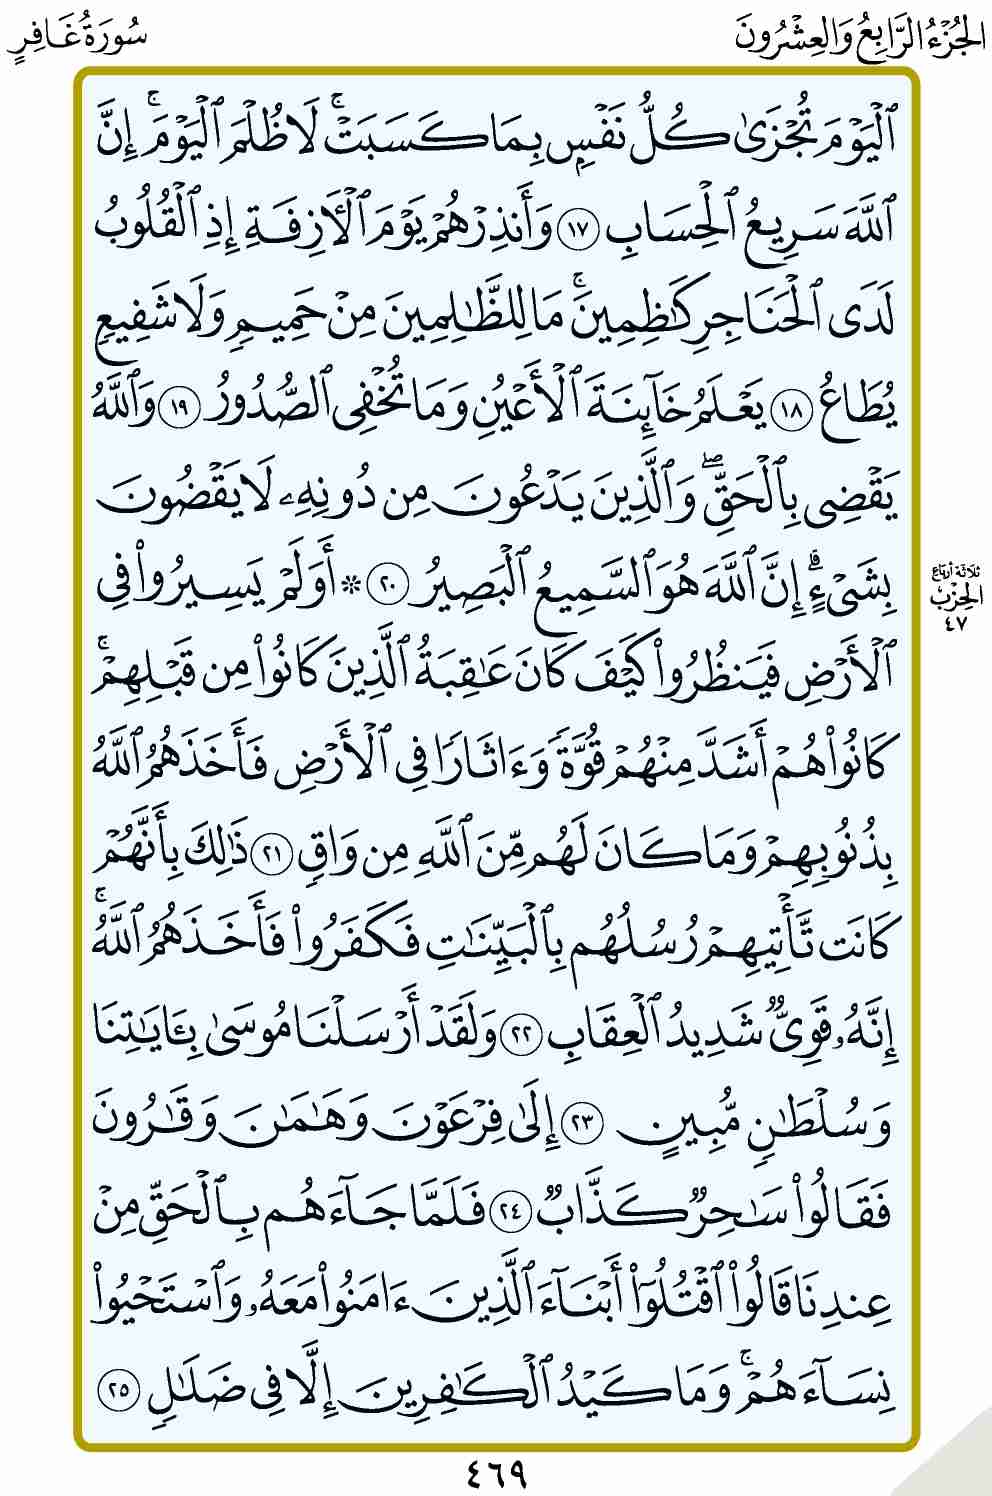 الجُزْءُ الرَّابِعُ وَالعِشْرُونَ
سُورَةُ غَافِرٍ
ٱلۡيَوۡمَ تُجۡزَىٰ كُلُّ نَفۡسِۭ بِمَا كَسَبَتۡۚ لَا ظُلۡمَ ٱلۡيَوۡمَۚ إِنَّ
ٱللَّهَ سَرِيعُ ٱلۡحِسَابِ ١٧ وَأَنذِرۡهُمۡ يَوۡمَ ٱلۡأٓزِفَةِ إِذِ ٱلۡقُلُوبُ
لَدَى ٱلۡحَنَاجِرِ كَٰظِمِينَۚ مَا لِلظَّٰلِمِينَ مِنۡ حَمِيمٖ وَلَا شَفِيعٖ
يُطَاعُ ١٨ يَعۡلَمُ خَآئِنَةَ ٱلۡأَعۡيُنِ وَمَا تُخۡفِي ٱلصُّدُورُ ١٩ وَٱللَّهُ
يَقۡضِي بِٱلۡحَقِّۖ وَٱلَّذِينَ يَدۡعُونَ مِن دُونِهِۦ لَا يَقۡضُونَ
بِشَيۡءٍۗ إِنَّ ٱللَّهَ هُوَ ٱلسَّمِيعُ ٱلۡبَصِيرُ ٢٠ ۞ أَوَلَمۡ يَسِيرُواْ فِي
ثلاثة أرباع
الحِزْب
٤٧
ٱلۡأَرۡضِ فَيَنظُرُواْ كَيۡفَ كَانَ عَٰقِبَةُ ٱلَّذِينَ كَانُواْ مِن قَبۡلِهِمۡۚ
كَانُواْ هُمۡ أَشَدَّ مِنۡهُمۡ قُوَّةٗ وَءَاثَارٗا فِي ٱلۡأَرۡضِ فَأَخَذَهُمُ ٱللَّهُ
بِذُنُوبِهِمۡ وَمَا كَانَ لَهُم مِّنَ ٱللَّهِ مِن وَاقٖ ٢١ ذَٰلِكَ بِأَنَّهُمۡ
كَانَت تَّأۡتِيهِمۡ رُسُلُهُم بِٱلۡبَيِّنَٰتِ فَكَفَرُواْ فَأَخَذَهُمُ ٱللَّهُۚ
إِنَّهُۥ قَوِيّٞ شَدِيدُ ٱلۡعِقَابِ ٢٢ وَلَقَدۡ أَرۡسَلۡنَا مُوسَىٰ بِـَٔايَٰتِنَا
وَسُلۡطَٰنٖ مُّبِينٍ ٢٣ إِلَىٰ فِرۡعَوۡنَ وَهَٰمَٰنَ وَقَٰرُونَ
فَقَالُواْ سَٰحِرٞ كَذَّابٞ ٢٤ فَلَمَّا جَآءَهُم بِٱلۡحَقِّ مِنۡ
عِندِنَا قَالُواْ ٱقۡتُلُوٓاْ أَبۡنَآءَ ٱلَّذِينَ ءَامَنُواْ مَعَهُۥ وَٱسۡتَحۡيُواْ
نِسَآءَهُمۡۚ وَمَا كَيۡدُ ٱلۡكَٰفِرِينَ إِلَّا فِي ضَلَٰلٖ ٢٥
٤٦٩